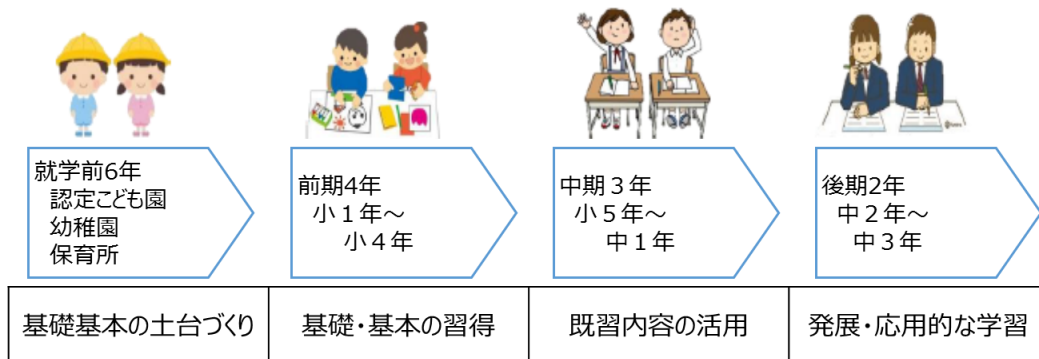 就学前6年
認定こども園
幼稚園
保育所
前期4年
小１年～
小４年
中期３年
小５年～
中１年
後期2年
中２年～
中３年
基礎基本の土台づくり
基礎・基本の習得
既習内容の活用
発展・応用的な学習